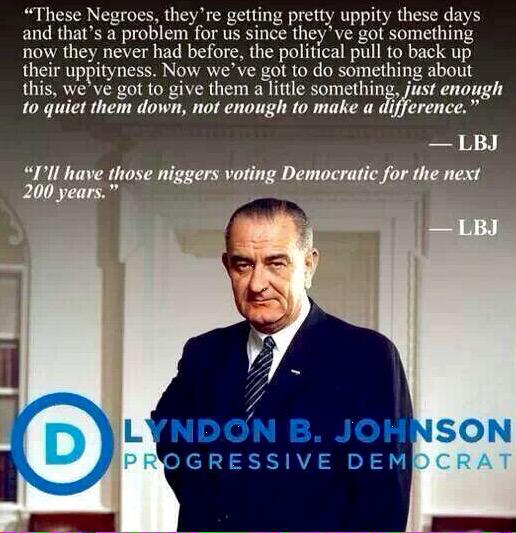 “These Negroes, they’re getting pretty uppity these days
and that’s a problem for us since they’ve got something
now they never had before, the political pull to back up
their uppityness. Now we’ve got to do something about
this, we’ve got to give them a little something, just enough
to quiet them down, not enough to make a difference.”
— LBJ
“I’ll have those niggers voting Democratic for the next
200 years.”
— LBJ
D
LYNDON B. JOHNSON
PROGRESSIVE DEMOCRAT